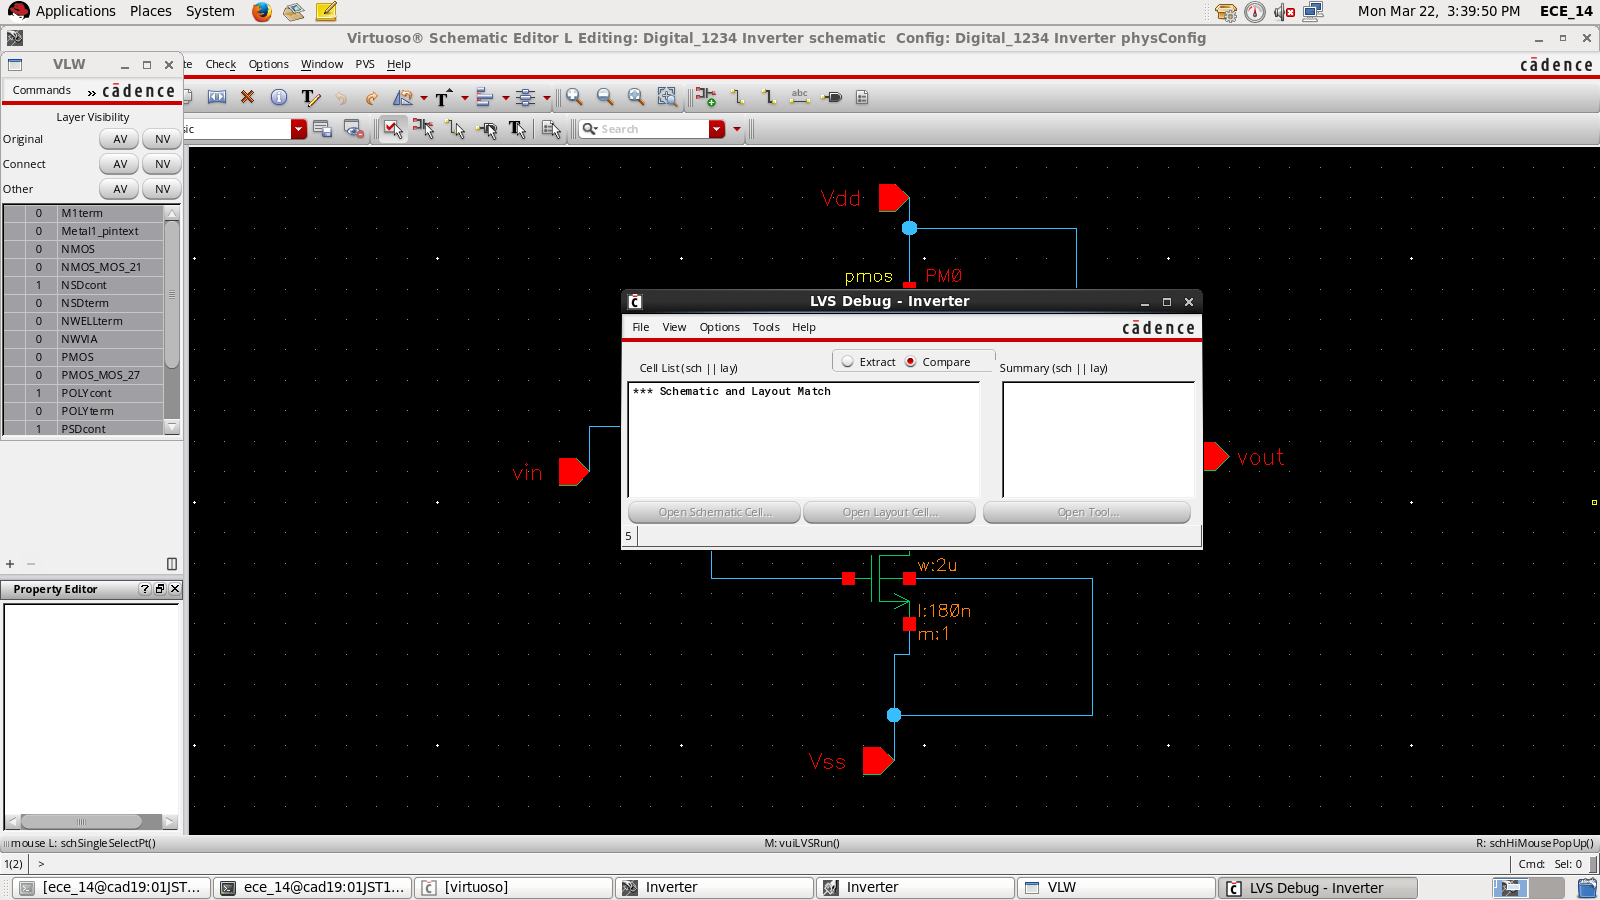 Applications Places System Mon Mar 22, 3:39:50 PM ECE_14
Virtuoso® Schematic Editor L Editing: Digital_1234 Inverter schematic Config: Digital_1234 Inverter physConfig
VLW te Check Options Window PVS Help cādence
Commands » cādence
Layer Visibility
Original AV NV
Connect AV NV
Other AV NV
sic Search
abc
0 M1term
0 Metal1_pintext
0 NMOS
0 NMOS_MOS_21
1 NSDcont
0 NSDterm
0 NWELLterm
0 NWVIA
0 PMOS
0 PMOS_MOS_27
1 POLYcont
0 POLYterm
1 PSDcont
Property Editor
Vdd
pmos PM0
vin
vout
w:2u
l:180n
m:1
Vss
LVS Debug - Inverter
File View Options Tools Help cādence
Extract Compare
Cell List (sch || lay) Summary (sch || lay)
*** Schematic and Layout Match
Open Schematic Cell... Open Layout Cell... Open Tool...
5
mouse L: schSingleSelectPt() M: vuiLVSRun() R: schHiMousePopUp()
1(2) > Cmd: Sel: 0
[ece_14@cad19:01JST... ece_14@cad19:01JST1... [virtuoso] Inverter Inverter VLW LVS Debug - Inverter